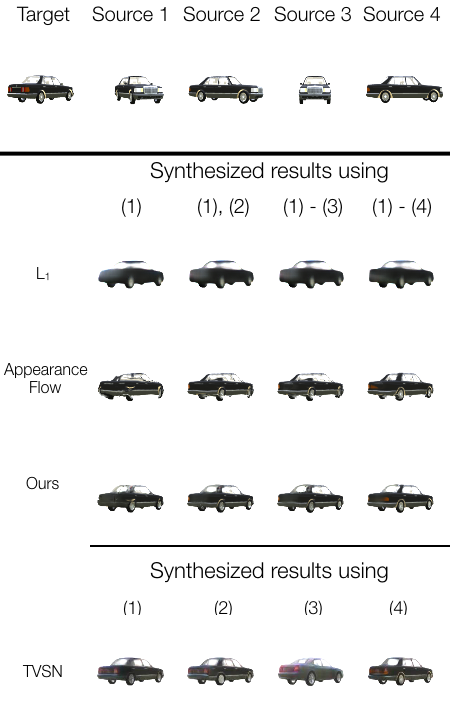 Target Source 1 Source 2 Source 3 Source 4
Synthesized results using
(1) (1), (2) (1) - (3) (1) - (4)
L₁
Appearance
Flow
Ours
Synthesized results using
(1) (2) (3) (4)
TVSN